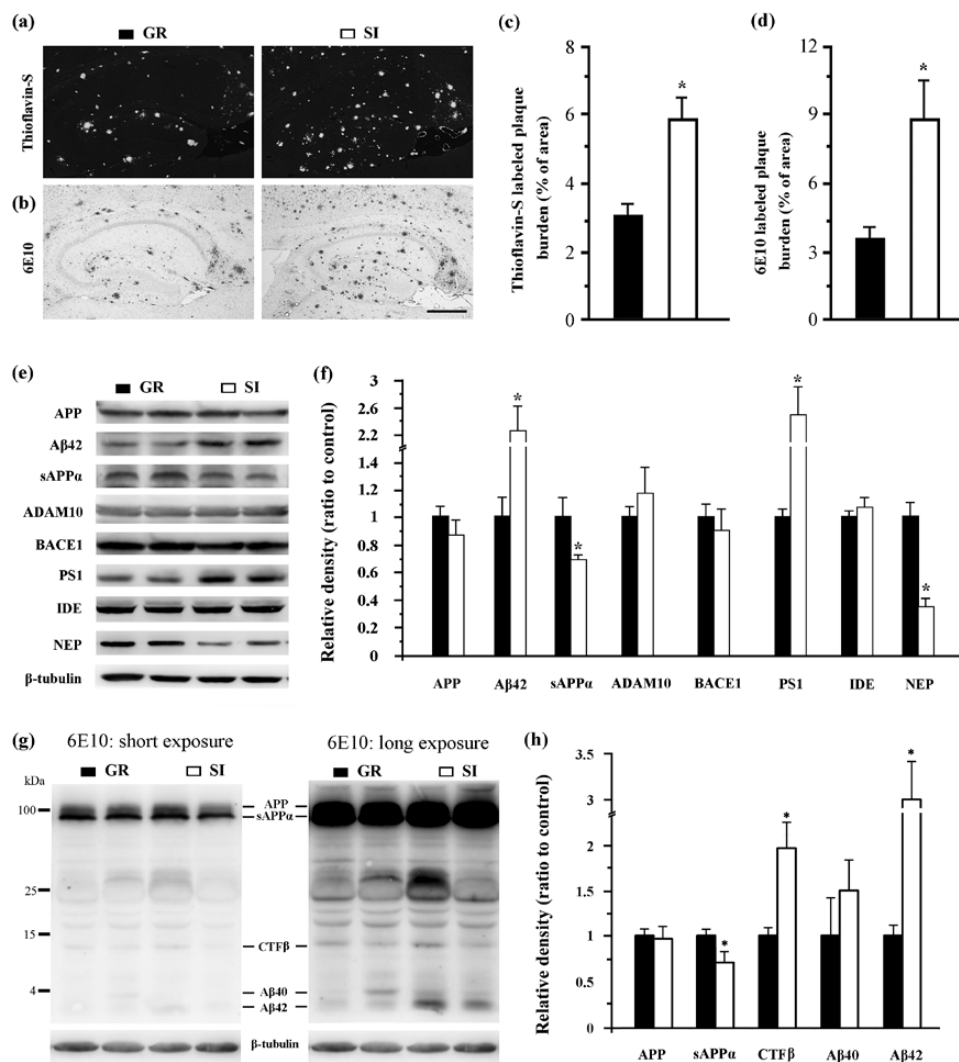 (a)
GR
SI
Thioflavin-S
(b)
6E10
(c)
Thioflavin-S labeled plaque
burden (% of area)
8
6
4
2
0
*
(d)
6E10 labeled plaque
burden (% of area)
12
9
6
3
0
*
(e)
GR
SI
APP
Aβ42
sAPPα
ADAM10
BACE1
PS1
IDE
NEP
β-tubulin
(f)
Relative density (ratio to control)
3
2.6
2.2
1.4
1.2
1
0.8
0.6
0.4
0.2
0
*
*
*
*
APP Aβ42 sAPPα ADAM10 BACE1 PS1 IDE NEP
(g)
6E10: short exposure
6E10: long exposure
GR
SI
GR
SI
kDa
100
25
15
4
APP
sAPPα
CTFβ
Aβ40
Aβ42
β-tubulin
(h)
Relative density (ratio to control)
3.5
3
2.5
2
1.5
1
0.5
0
*
*
*
APP sAPPα CTFβ Aβ40 Aβ42